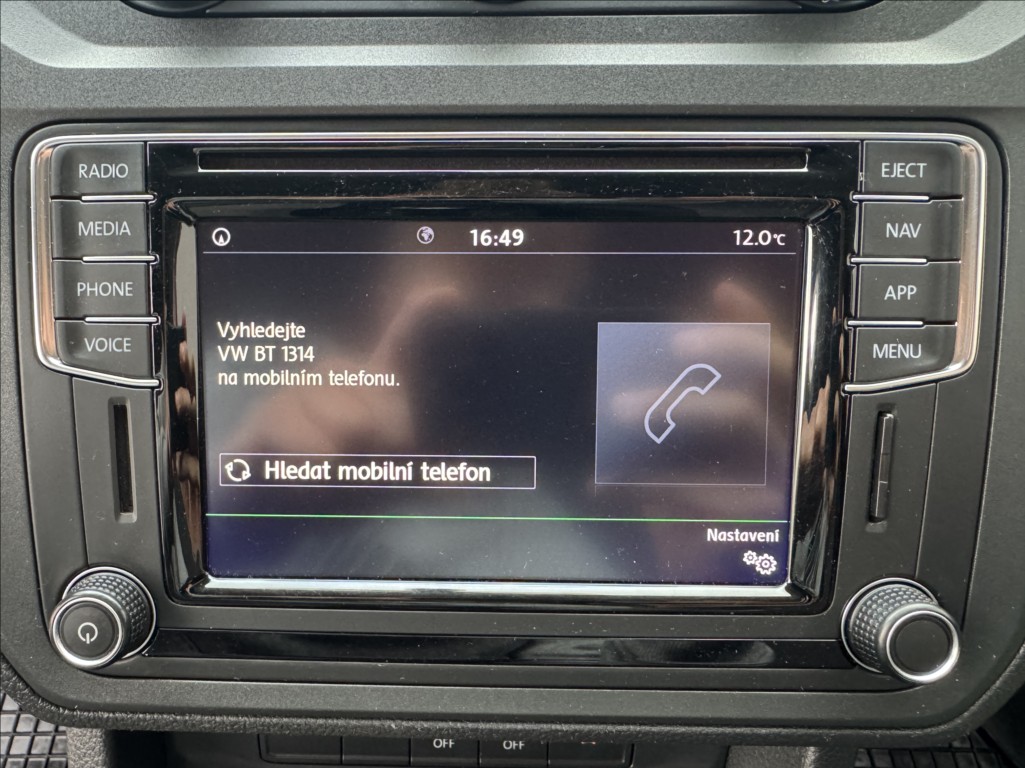 RADIO
MEDIA
PHONE
VOICE
EJECT
NAV
APP
MENU
16:49
12.0°C
Vyhledejte
VW BT 1314
na mobilním telefonu.
Hledat mobilní telefon
Nastavení
OFF
OFF